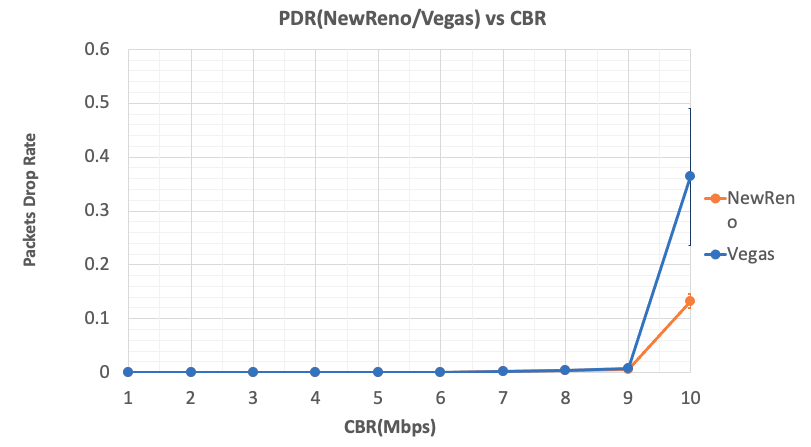 PDR(NewReno/Vegas) vs CBR
0.6
0.5
0.4
0.3
0.2
0.1
0
Packets Drop Rate
1 2 3 4 5 6 7 8 9 10
CBR(Mbps)
NewRen
o
Vegas